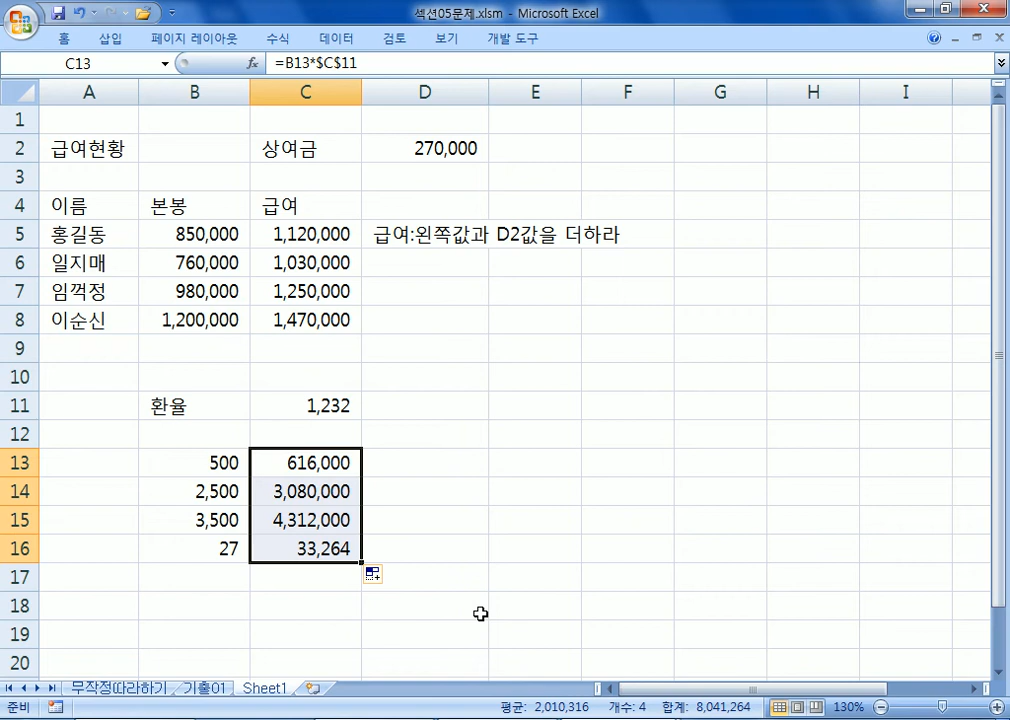 섹션05문제.xlsm - Microsoft Excel
홈 삽입 페이지 레이아웃 수식 데이터 검토 보기 개발 도구
C13 fx =B13*$C$11
A B C D E F G H I
1
2 급여현황 상여금 270,000
3
4 이름 본봉 급여
5 홍길동 850,000 1,120,000 급여:왼쪽값과 D2값을 더하라
6 일지매 760,000 1,030,000
7 임꺽정 980,000 1,250,000
8 이순신 1,200,000 1,470,000
9
10
11 환율 1,232
12
13 500 616,000
14 2,500 3,080,000
15 3,500 4,312,000
16 27 33,264
17
18
19
20
무작정따라하기 기출01 Sheet1
준비 평균: 2,010,316 개수: 4 합계: 8,041,264 130%